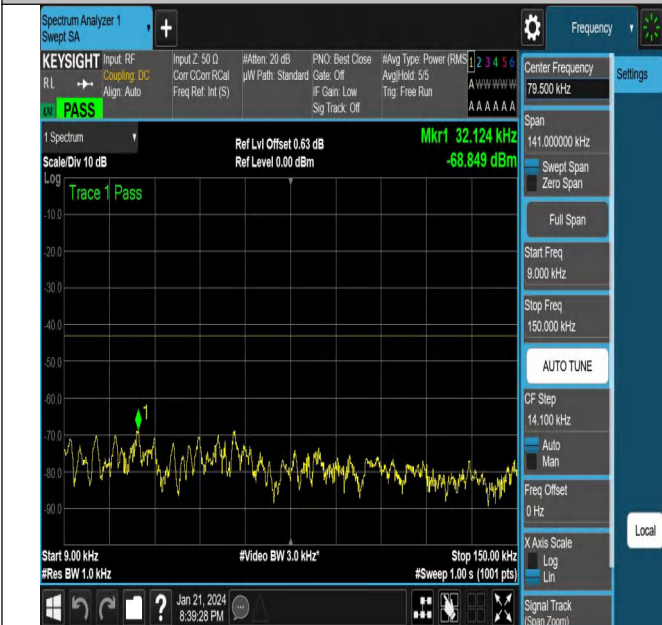 Spectrum Analyzer 1
Swept SA
Frequency
KEYSIGHT
RL
PASS
Input: RF
Coupling: DC
Align: Auto
Input Z: 50 Ω
Corr CCorr RCal
Freq Ref: Int (S)
#Atten: 20 dB
µW Path: Standard
PNO: Best Close
Gate: Off
IF Gain: Low
Sig Track: Off
#Avg Type: Power (RMS
Avg|Hold: 5/5
Trig: Free Run
1 2 3 4 5 6
A W W W W W
A A A A A A
1 Spectrum
Scale/Div 10 dB
Log
Ref Lvl Offset 0.63 dB
Ref Level 0.00 dBm
Mkr1 32.124 kHz
-68.849 dBm
Trace 1 Pass
-10.0
-20.0
-30.0
-40.0
-50.0
-60.0
-70.0
-80.0
-90.0
1
Start 9.00 kHz
#Res BW 1.0 kHz
#Video BW 3.0 kHz*
Stop 150.00 kHz
#Sweep 1.00 s (1001 pts)
Jan 21, 2024
8:39:28 PM
Center Frequency
79.500 kHz
Span
141.000000 kHz
Swept Span
Zero Span
Full Span
Start Freq
9.000 kHz
Stop Freq
150.000 kHz
AUTO TUNE
CF Step
14.100 kHz
Auto
Man
Freq Offset
0 Hz
X Axis Scale
Log
Lin
Signal Track
(Span Zoom)
Settings
Local